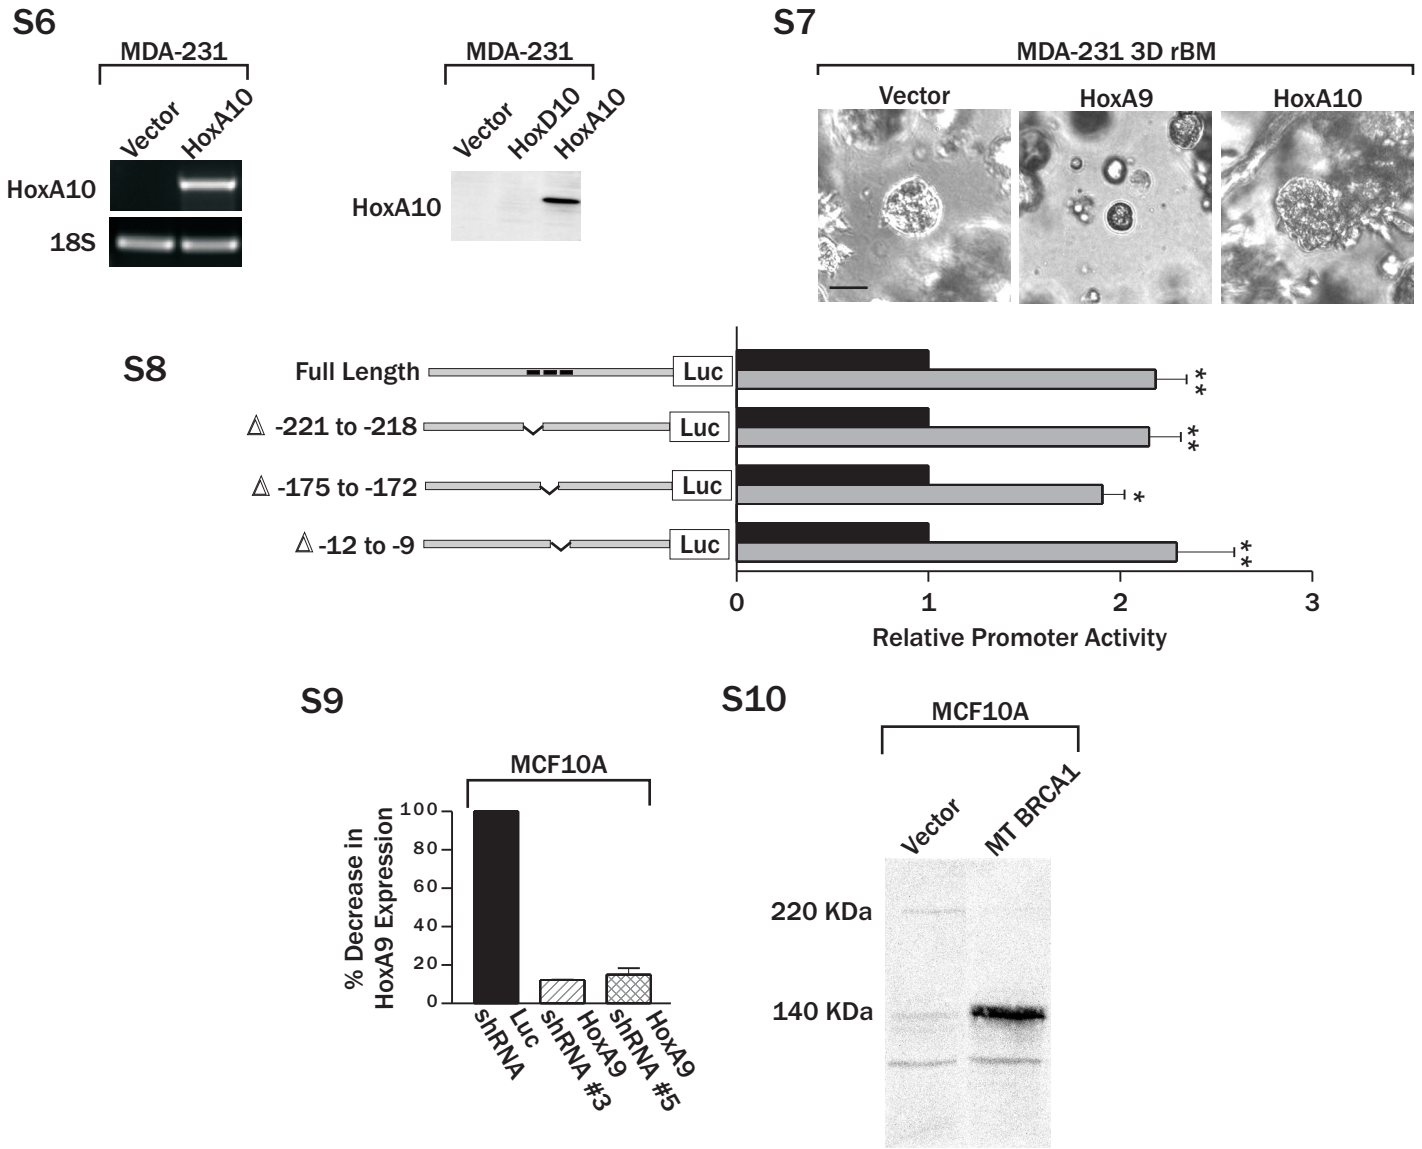 S6
MDA-231
Vector
HoxA10
HoxA10
18S
MDA-231
Vector
HoxD10
HoxA10
HoxA10
S7
MDA-231 3D rBM
Vector
HoxA9
HoxA10
S8
Full Length
Luc
**
Δ -221 to -218
Luc
**
Δ -175 to -172
Luc
*
Δ -12 to -9
Luc
**
0 1 2 3
Relative Promoter Activity
S9
MCF10A
% Decrease in
HoxA9 Expression
100
80
60
40
20
0
Luc
shRNA
HoxA9
shRNA #3
HoxA9
shRNA #5
S10
MCF10A
Vector
MT BRCA1
220 KDa
140 KDa